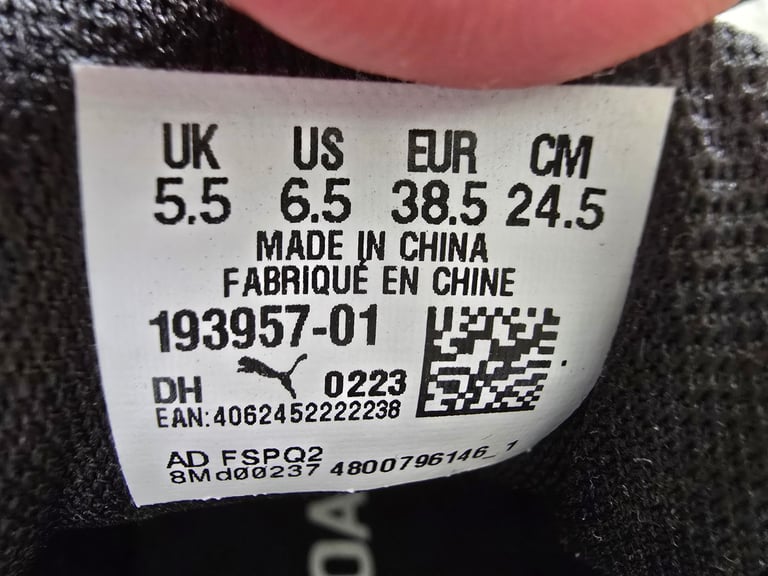 UK US EUR CM
5.5 6.5 38.5 24.5
MADE IN CHINA
FABRIQUÉ EN CHINE
193957-01
DH 0223
EAN:4062452222238
AD FSPQ2
8Md00237 4800796146_1